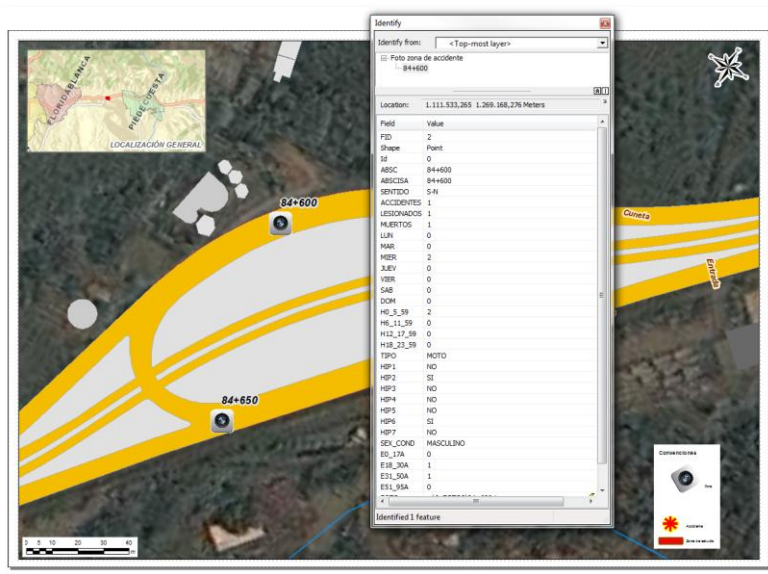 Identify
Identify from: <Top-most layer>
Foto zona de accidente
84+600
Location: 1.111.533,265 1.269.168,276 Meters
Field Value
FID 2
Shape Point
Id 0
ABSC 84+600
ABSCISA 84+600
SENTIDO S-N
ACCIDENTES 1
LESIONADOS 1
MUERTOS 1
LUN 0
MAR 0
MIER 2
JUEV 0
VIER 0
SAB 0
DOM 0
H0_5_59 2
H6_11_59 0
H12_17_59 0
H18_23_59 0
TIPO MOTO
HIP1 NO
HIP2 SI
HIP3 NO
HIP4 NO
HIP5 NO
HIP6 SI
HIP7 NO
SEX_COND MASCULINO
E0_17A 0
E18_30A 1
E31_50A 1
E51_95A 0
Identified 1 feature
FLORIDABLANCA
PIEDECUESTA
LOCALIZACIÓN GENERAL
84+600
84+650
Cuneta
Entrada
Convenciones
Foto
Accidente
Zona de estudio
0 5 10 20 30 40
m